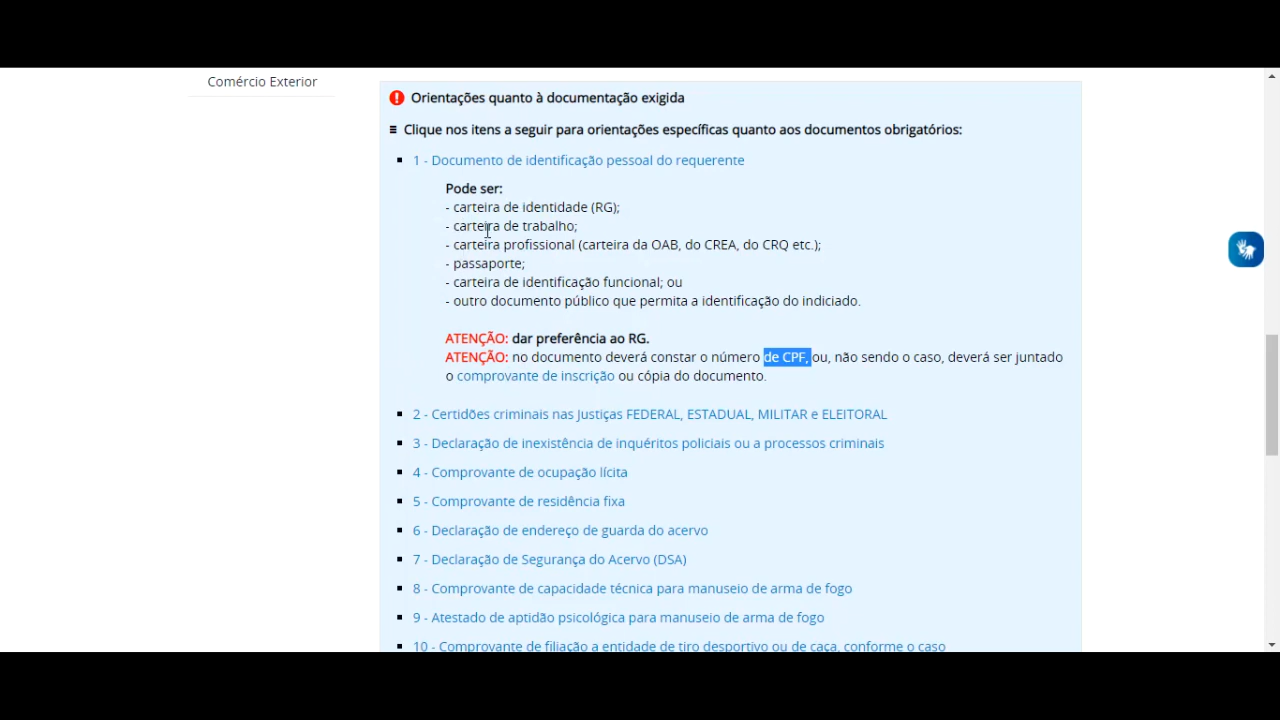 Comércio Exterior
Orientações quanto à documentação exigida
Clique nos itens a seguir para orientações específicas quanto aos documentos obrigatórios:
1 - Documento de identificação pessoal do requerente
Pode ser:
- carteira de identidade (RG);
- carteira de trabalho;
- carteira profissional (carteira da OAB, do CREA, do CRQ etc.);
- passaporte;
- carteira de identificação funcional; ou
- outro documento público que permita a identificação do indiciado.
ATENÇÃO: dar preferência ao RG.
ATENÇÃO: no documento deverá constar o número de CPF, ou, não sendo o caso, deverá ser juntado
o comprovante de inscrição ou cópia do documento.
2 - Certidões criminais nas Justiças FEDERAL, ESTADUAL, MILITAR e ELEITORAL
3 - Declaração de inexistência de inquéritos policiais ou a processos criminais
4 - Comprovante de ocupação lícita
5 - Comprovante de residência fixa
6 - Declaração de endereço de guarda do acervo
7 - Declaração de Segurança do Acervo (DSA)
8 - Comprovante de capacidade técnica para manuseio de arma de fogo
9 - Atestado de aptidão psicológica para manuseio de arma de fogo
10 - Comprovante de filiação a entidade de tiro desportivo ou de caça, conforme o caso